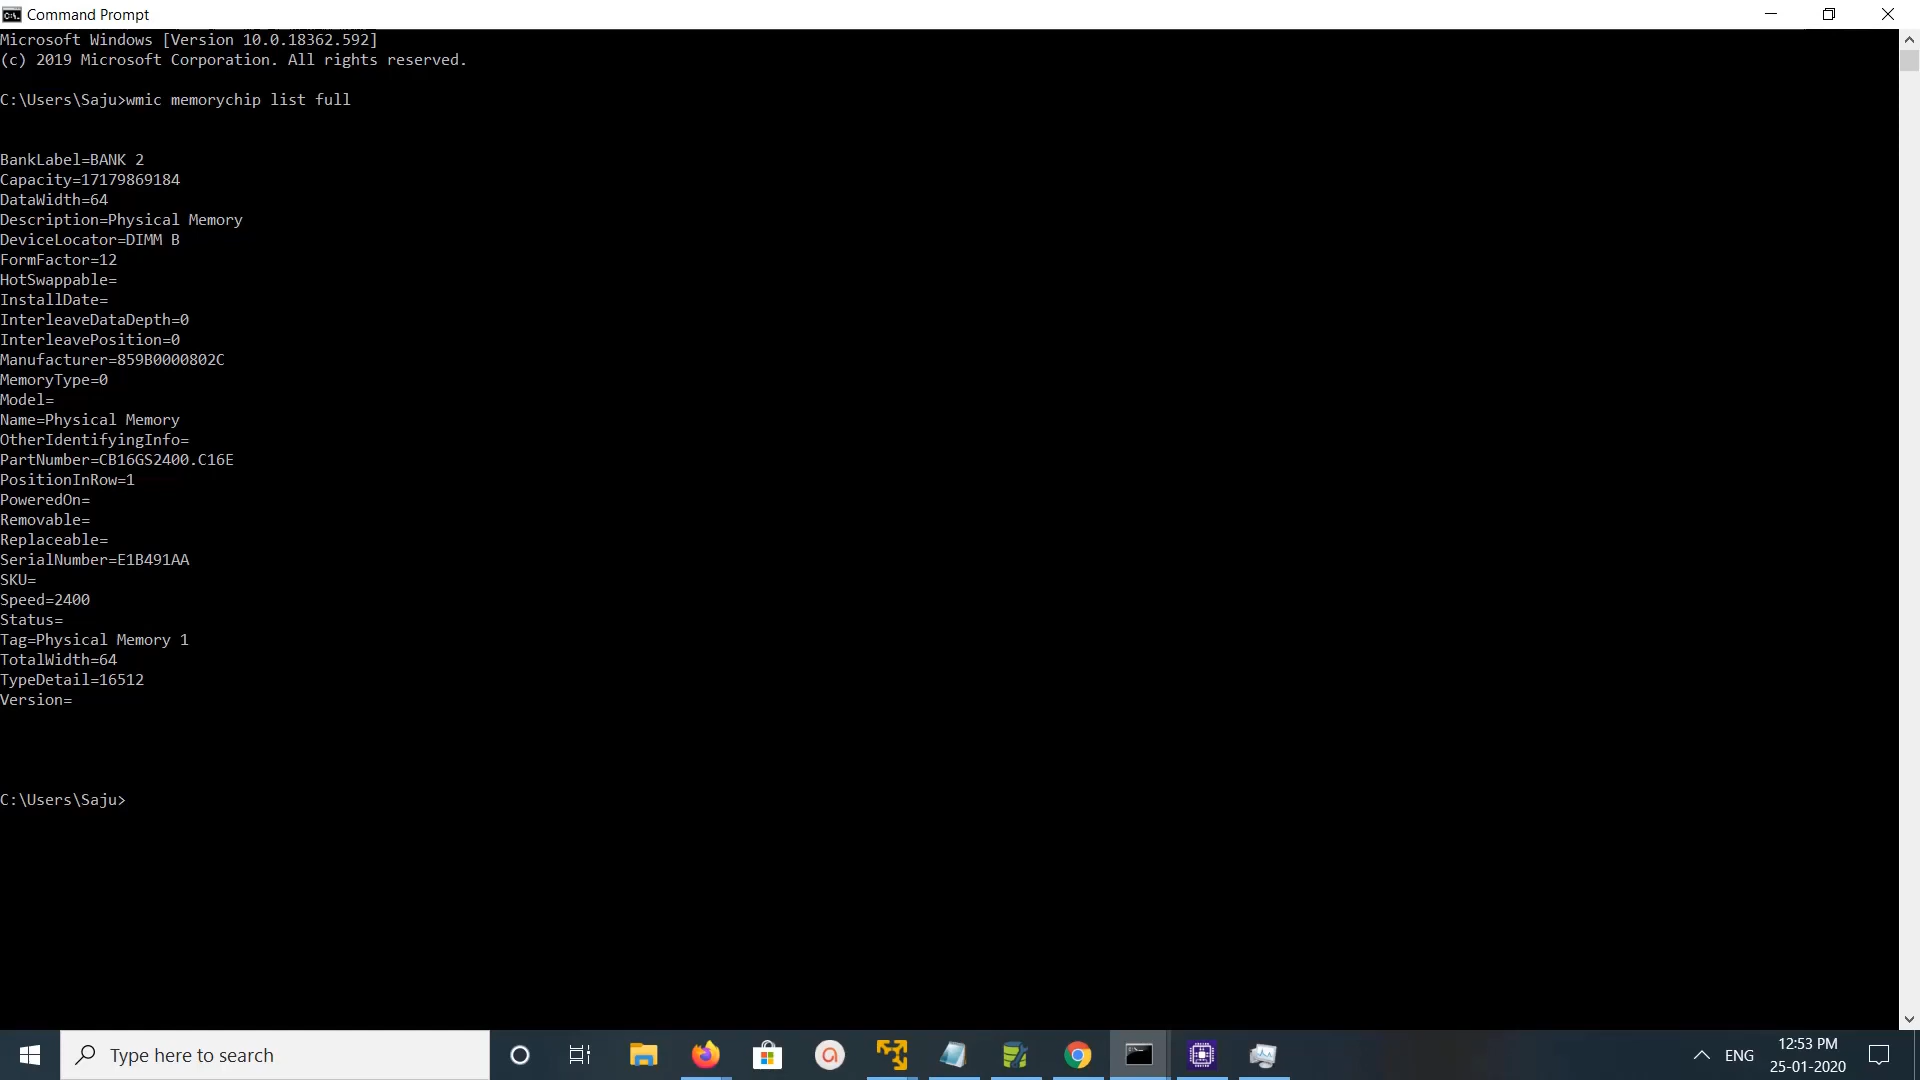 Command Prompt
Microsoft Windows [Version 10.0.18362.592]
(c) 2019 Microsoft Corporation. All rights reserved.
C:\Users\Saju>wmic memorychip list full
BankLabel=BANK 2
Capacity=17179869184
DataWidth=64
Description=Physical Memory
DeviceLocator=DIMM B
FormFactor=12
HotSwappable=
InstallDate=
InterleaveDataDepth=0
InterleavePosition=0
Manufacturer=859B0000802C
MemoryType=0
Model=
Name=Physical Memory
OtherIdentifyingInfo=
PartNumber=CB16GS2400.C16E
PositionInRow=1
PoweredOn=
Removable=
Replaceable=
SerialNumber=E1B491AA
SKU=
Speed=2400
Status=
Tag=Physical Memory 1
TotalWidth=64
TypeDetail=16512
Version=
C:\Users\Saju>
Type here to search
ENG
12:53 PM
25-01-2020